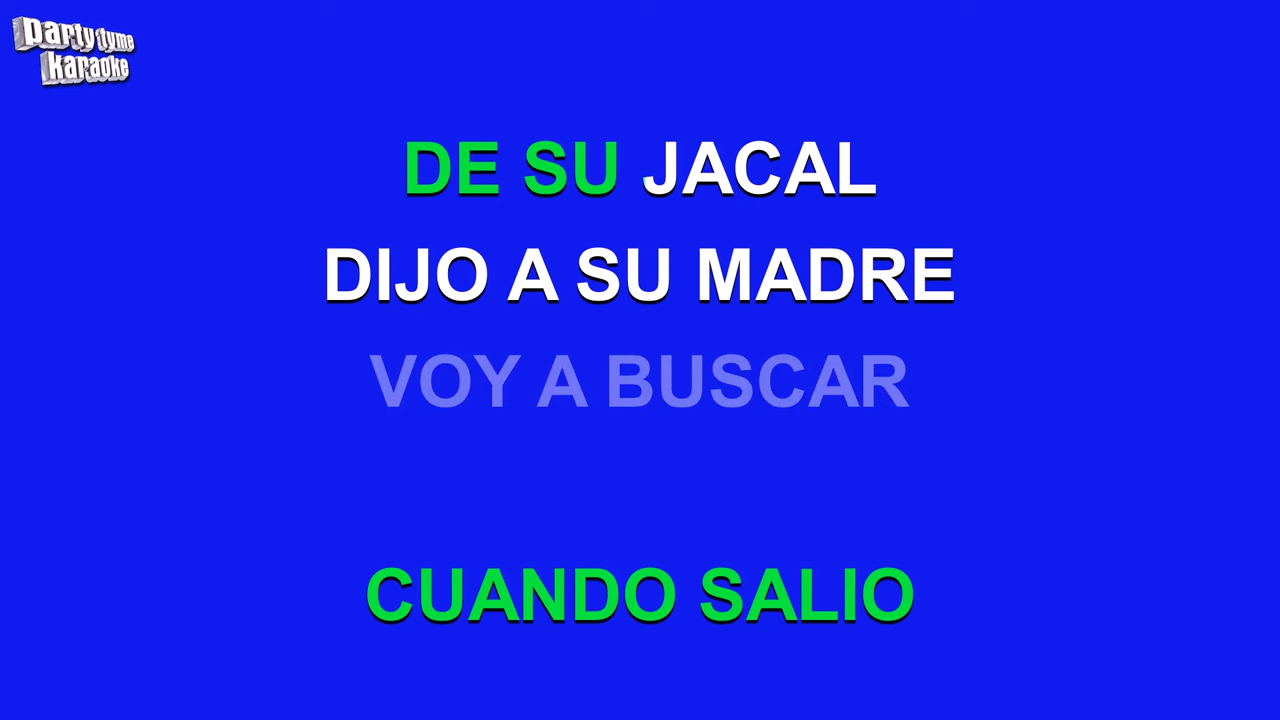 party tyme
karaoke
DE SU JACAL
DIJO A SU MADRE
VOY A BUSCAR
CUANDO SALIO